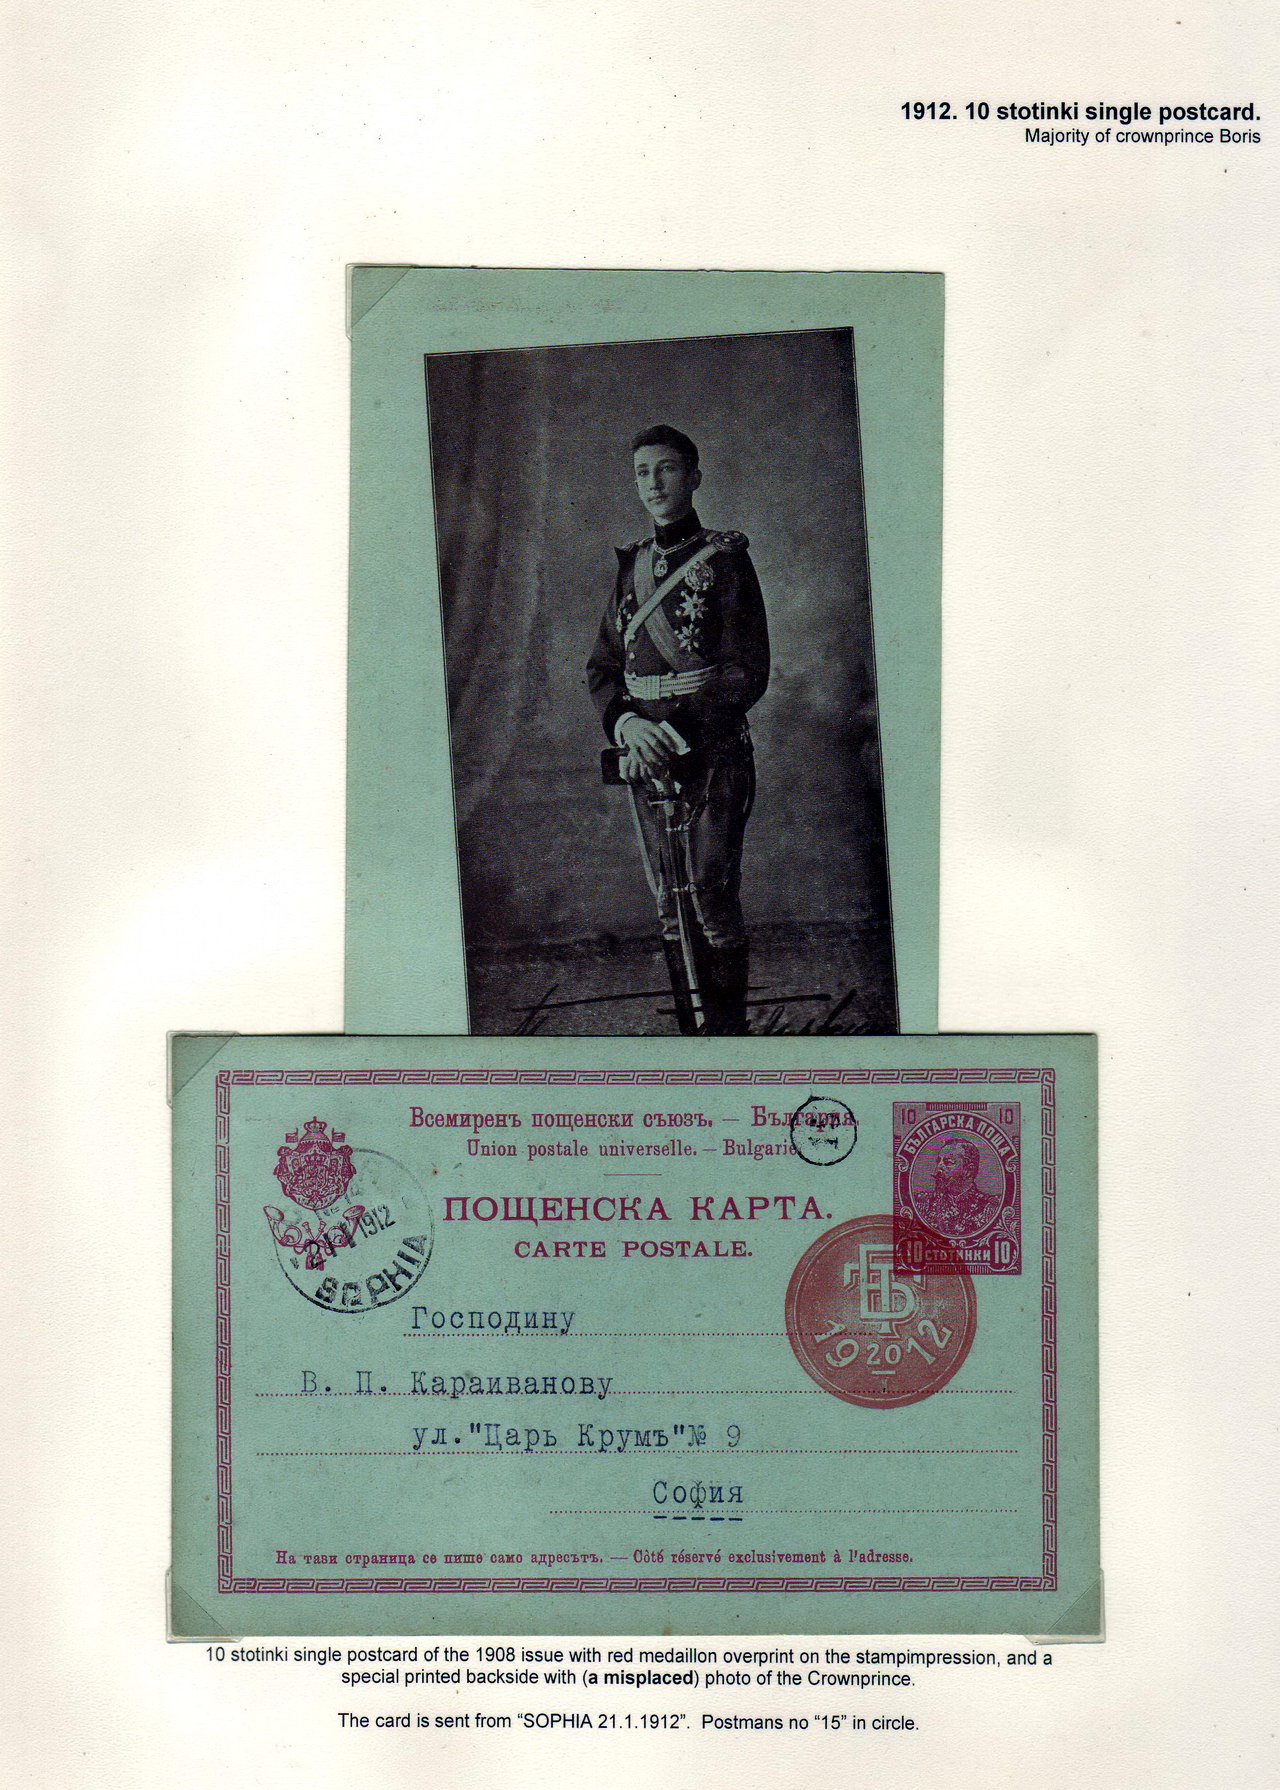 1912. 10 stotinki single postcard.
Majority of crownprince Boris
Всемиренъ пощенски съюзъ. — България.
Union postale universelle. — Bulgarie.
15
10 10
БЪЛГАРСКА ПОЩА
10 СТОТИНКИ 10
ПОЩЕНСКА КАРТА.
CARTE POSTALE.
1912
SOPHIA
1912
20
I
Господину
В. П. Караиванову
ул."Царь Крумъ"№ 9
София
На тази страница се пише само адресътъ. — Côté réservé exclusivement à l'adresse.
10 stotinki single postcard of the 1908 issue with red medaillon overprint on the stampimpression, and a
special printed backside with (a misplaced) photo of the Crownprince.
The card is sent from “SOPHIA 21.1.1912”. Postmans no “15” in circle.